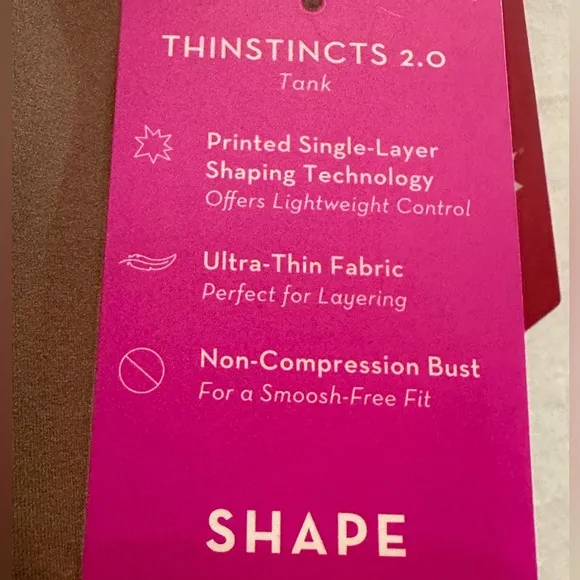 THINSTINCTS 2.0
Tank
Printed Single-Layer
Shaping Technology
Offers Lightweight Control
Ultra-Thin Fabric
Perfect for Layering
Non-Compression Bust
For a Smoosh-Free Fit
SHAPE